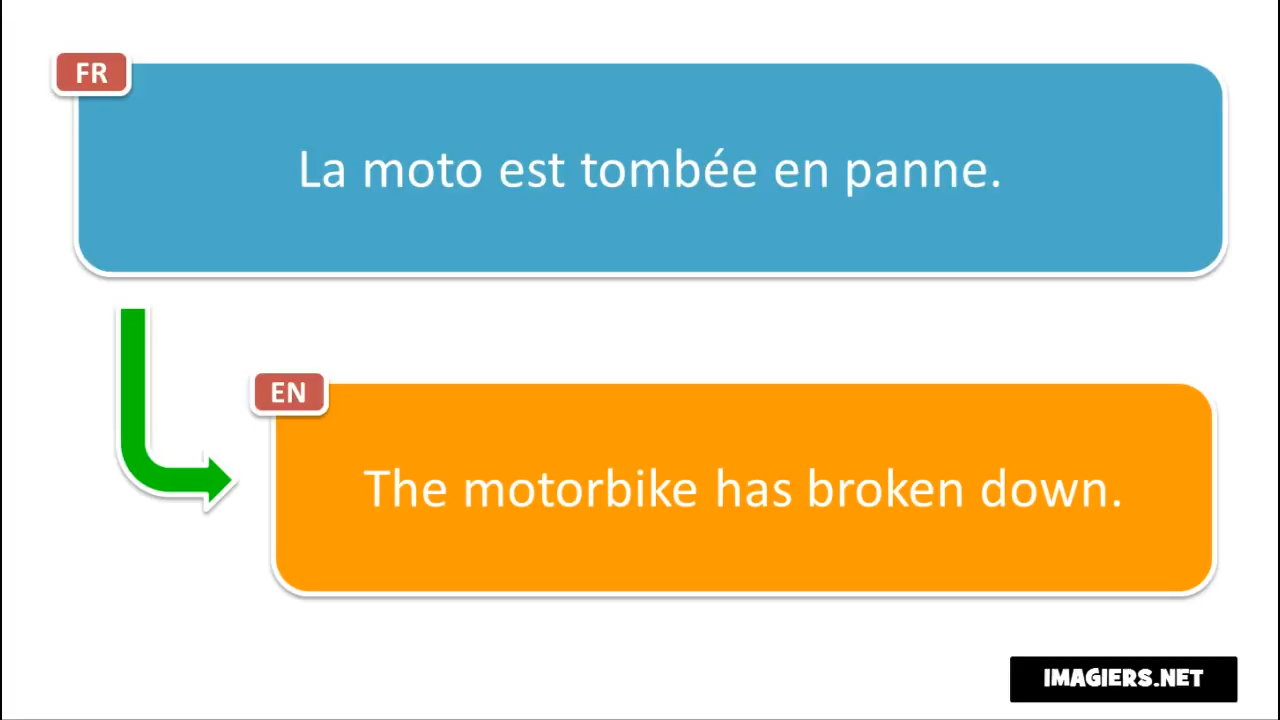 FR
La moto est tombée en panne.
EN
The motorbike has broken down.
IMAGIERS.NET